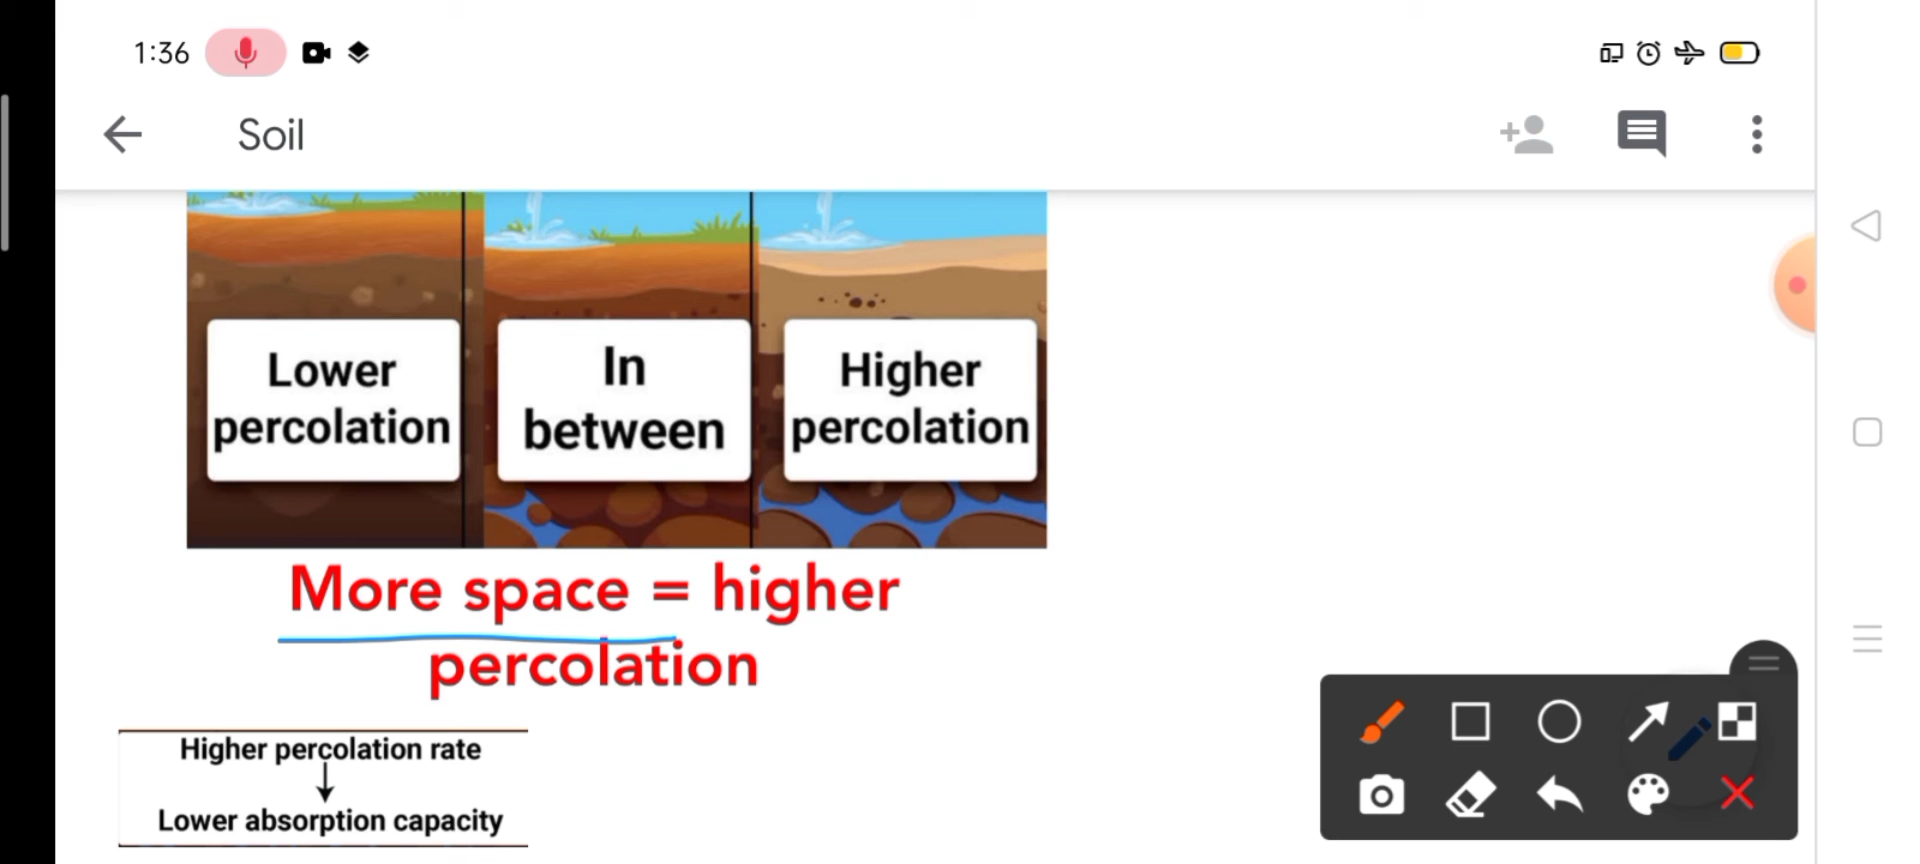 1:36
Soil
Lower
percolation
In
between
Higher
percolation
More space = higher
percolation
Higher percolation rate
Lower absorption capacity